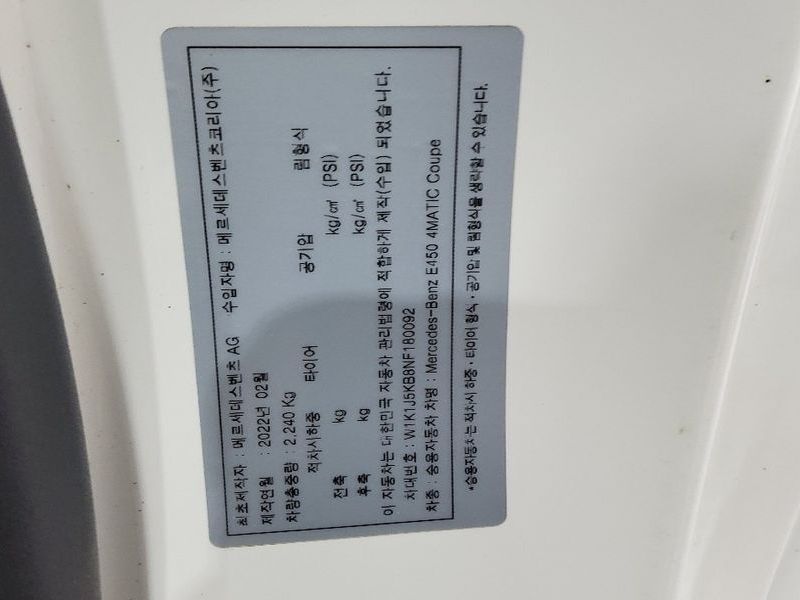 최초제작자 : 메르세데스벤츠 AG 수입자명 : 메르세데스벤츠코리아(주)
제작연월 : 2022년 02월
차량총중량 : 2.240 Kg
적차시하중 타이어 공기압 림형식
전축 kg kg/㎠ (PSI)
후축 kg kg/㎠ (PSI)
이 자동차는 대한민국 자동차 관리법령에 적합하게 제작(수입) 되었습니다.
차대번호 : W1K1J5KB8NF180092
차종 : 승용자동차 차명 : Mercedes-Benz E450 4MATIC Coupe
*승용자동차는 적차시 하중·타이어 형식·공기압 및 림형식을 생략할 수 있습니다.